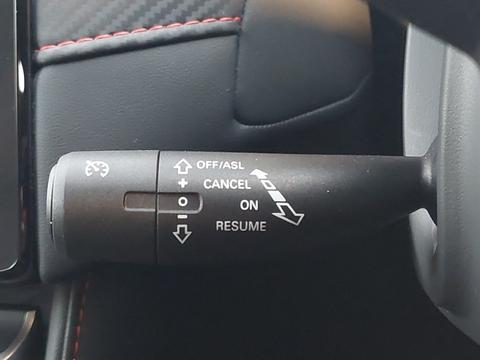 OFF/ASL
+ CANCEL
O ON
– RESUME